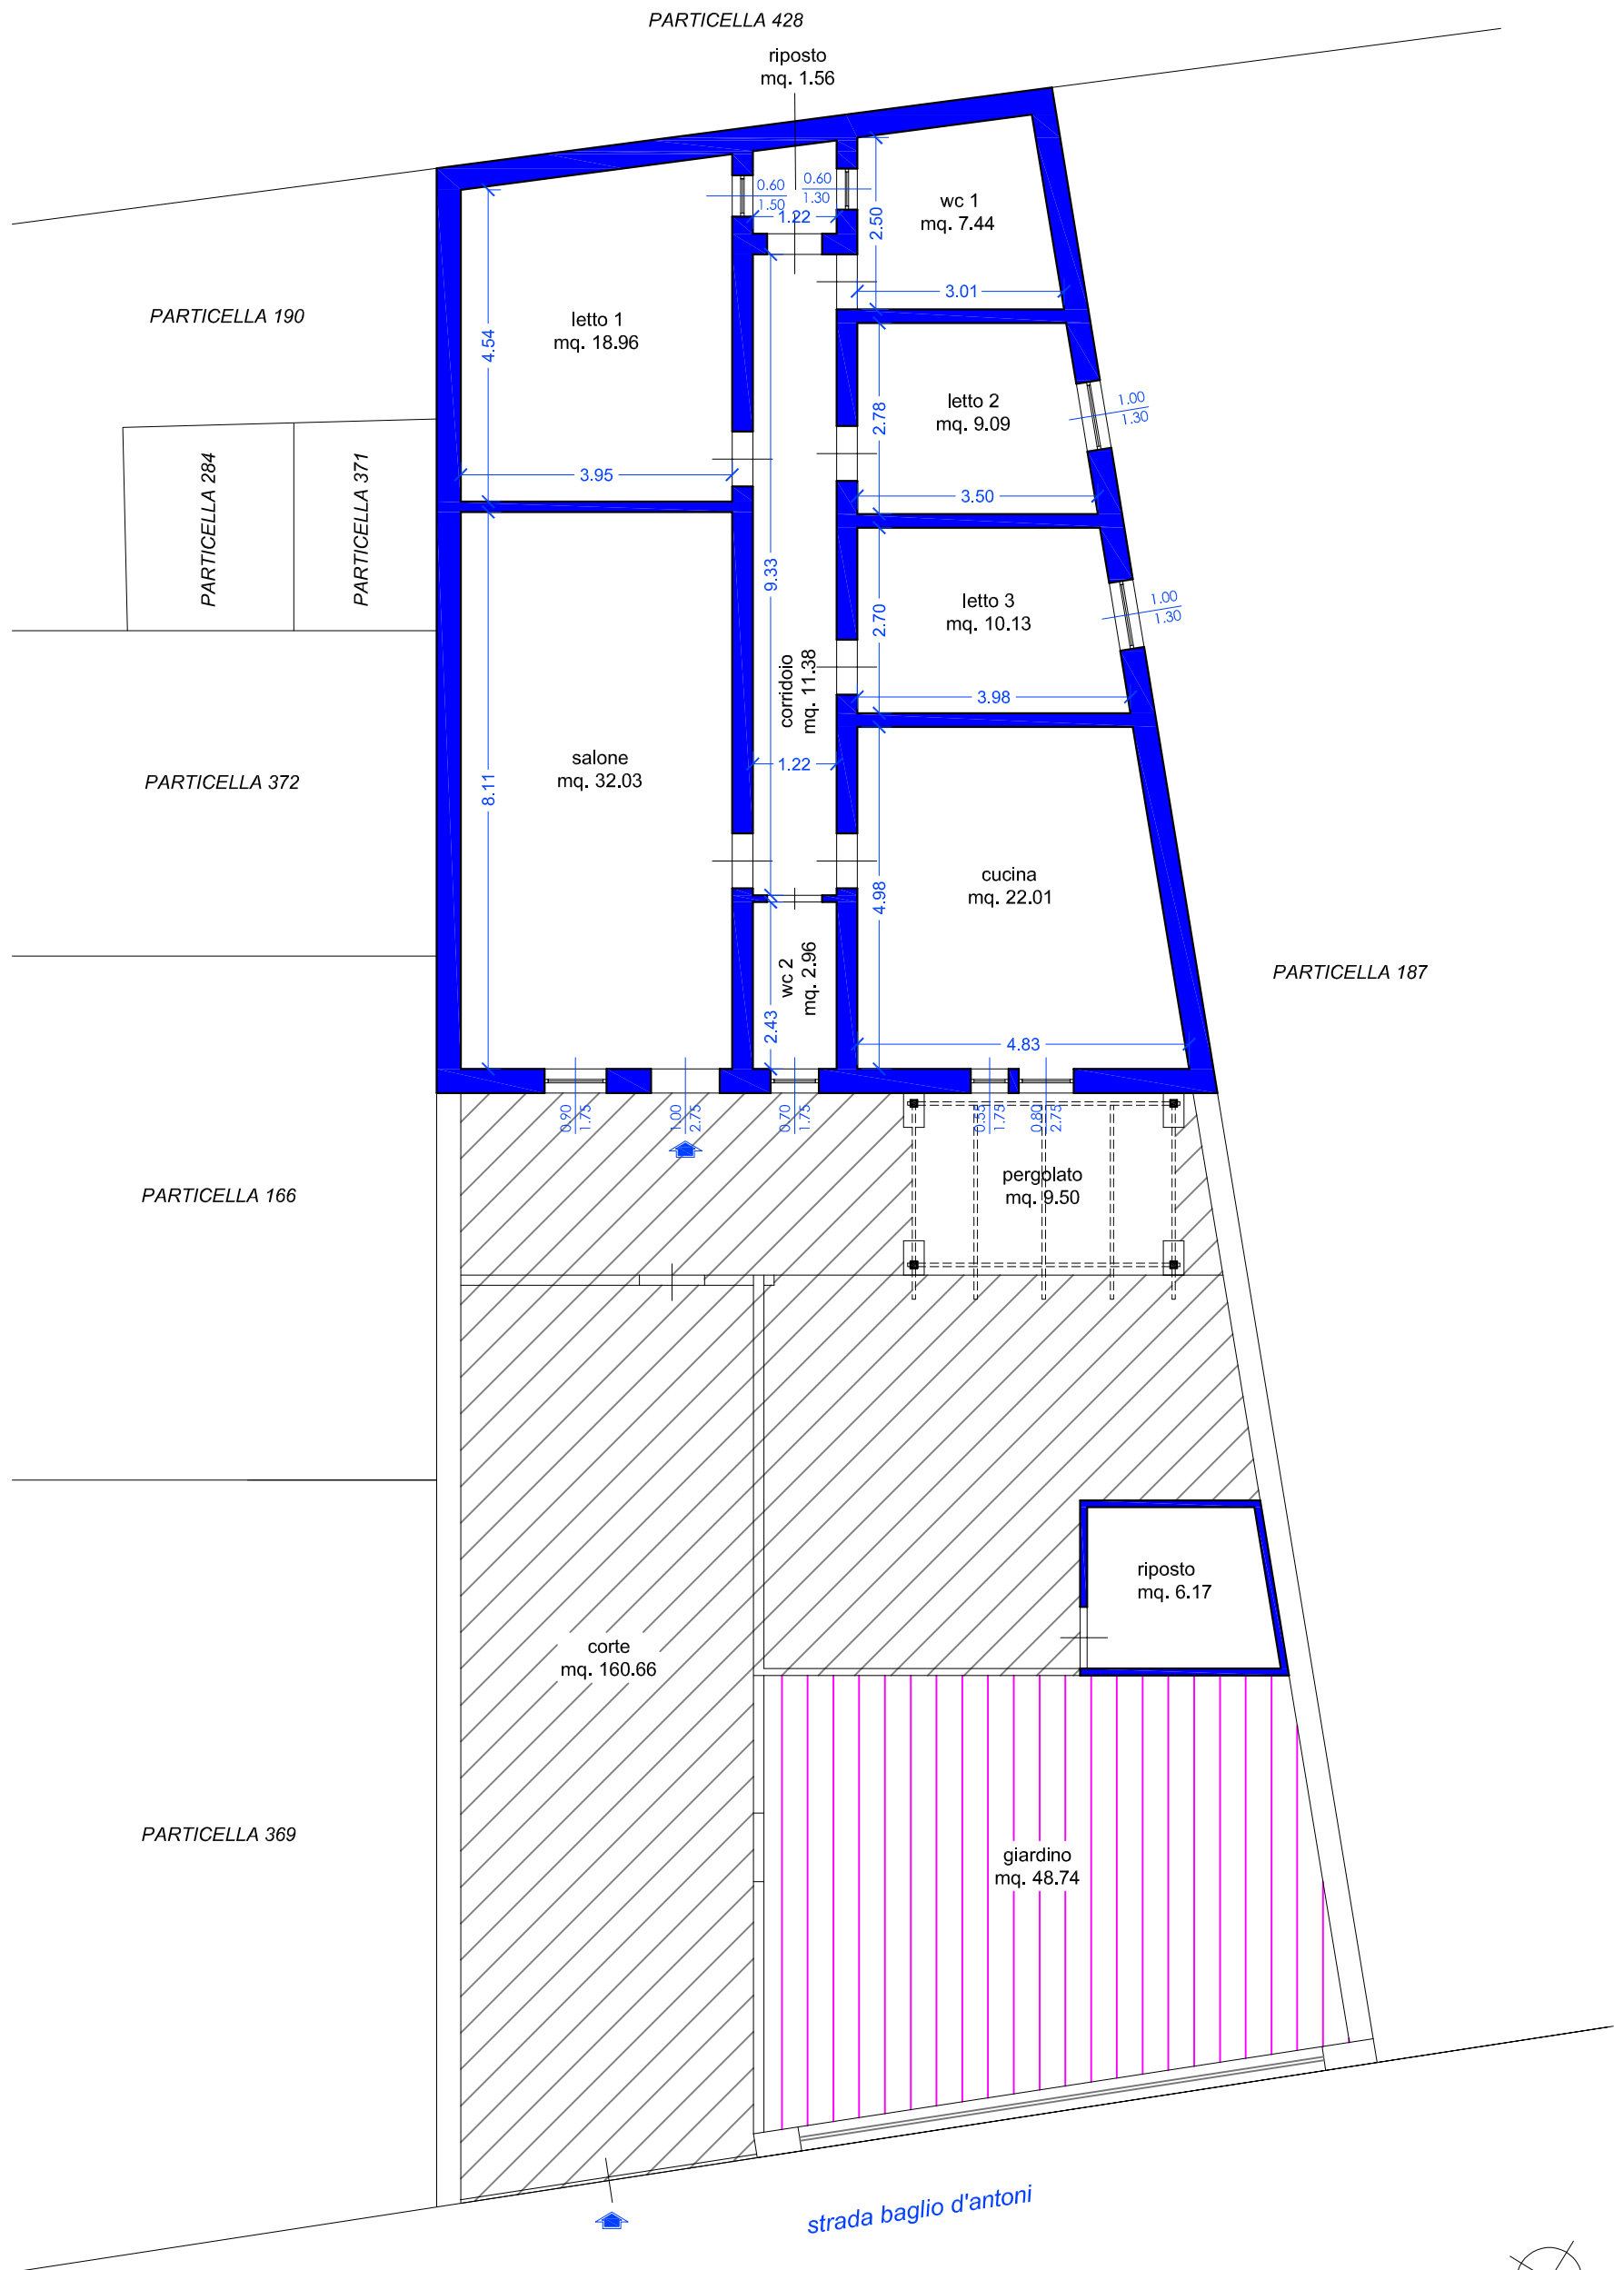 PARTICELLA 428
riposto
mq. 1.56
0.60
1.50
0.60
1.30
1.22
wc 1
mq. 7.44
2.50
3.01
PARTICELLA 190
letto 1
mq. 18.96
4.54
3.95
letto 2
mq. 9.09
2.78
3.50
1.00
1.30
PARTICELLA 284
PARTICELLA 371
9.33
letto 3
mq. 10.13
2.70
3.98
1.00
1.30
corridoio
mq. 11.38
1.22
PARTICELLA 372
salone
mq. 32.03
8.11
cucina
mq. 22.01
4.98
4.83
wc 2
mq. 2.96
2.43
PARTICELLA 187
0.90
1.75
1.00
2.75
0.70
1.75
0.55
1.75
0.80
2.75
PARTICELLA 166
pergolato
mq. 9.50
riposto
mq. 6.17
corte
mq. 160.66
PARTICELLA 369
giardino
mq. 48.74
strada baglio d'antoni